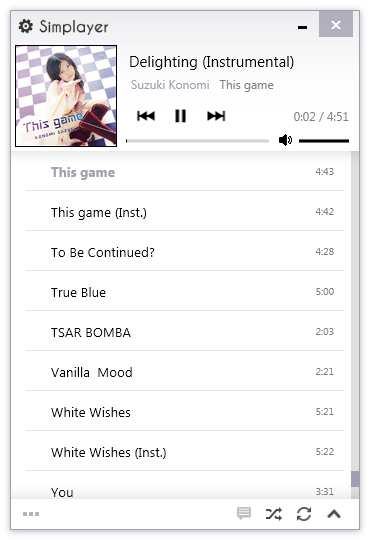 Simplayer
Delighting (Instrumental)
Suzuki Konomi This game
0:02 / 4:51
This game
KONOMI SUZUKI
This game 4:43
This game (Inst.) 4:42
To Be Continued? 4:28
True Blue 5:00
TSAR BOMBA 2:03
Vanilla  Mood 2:21
White Wishes 5:21
White Wishes (Inst.) 5:22
You 3:31